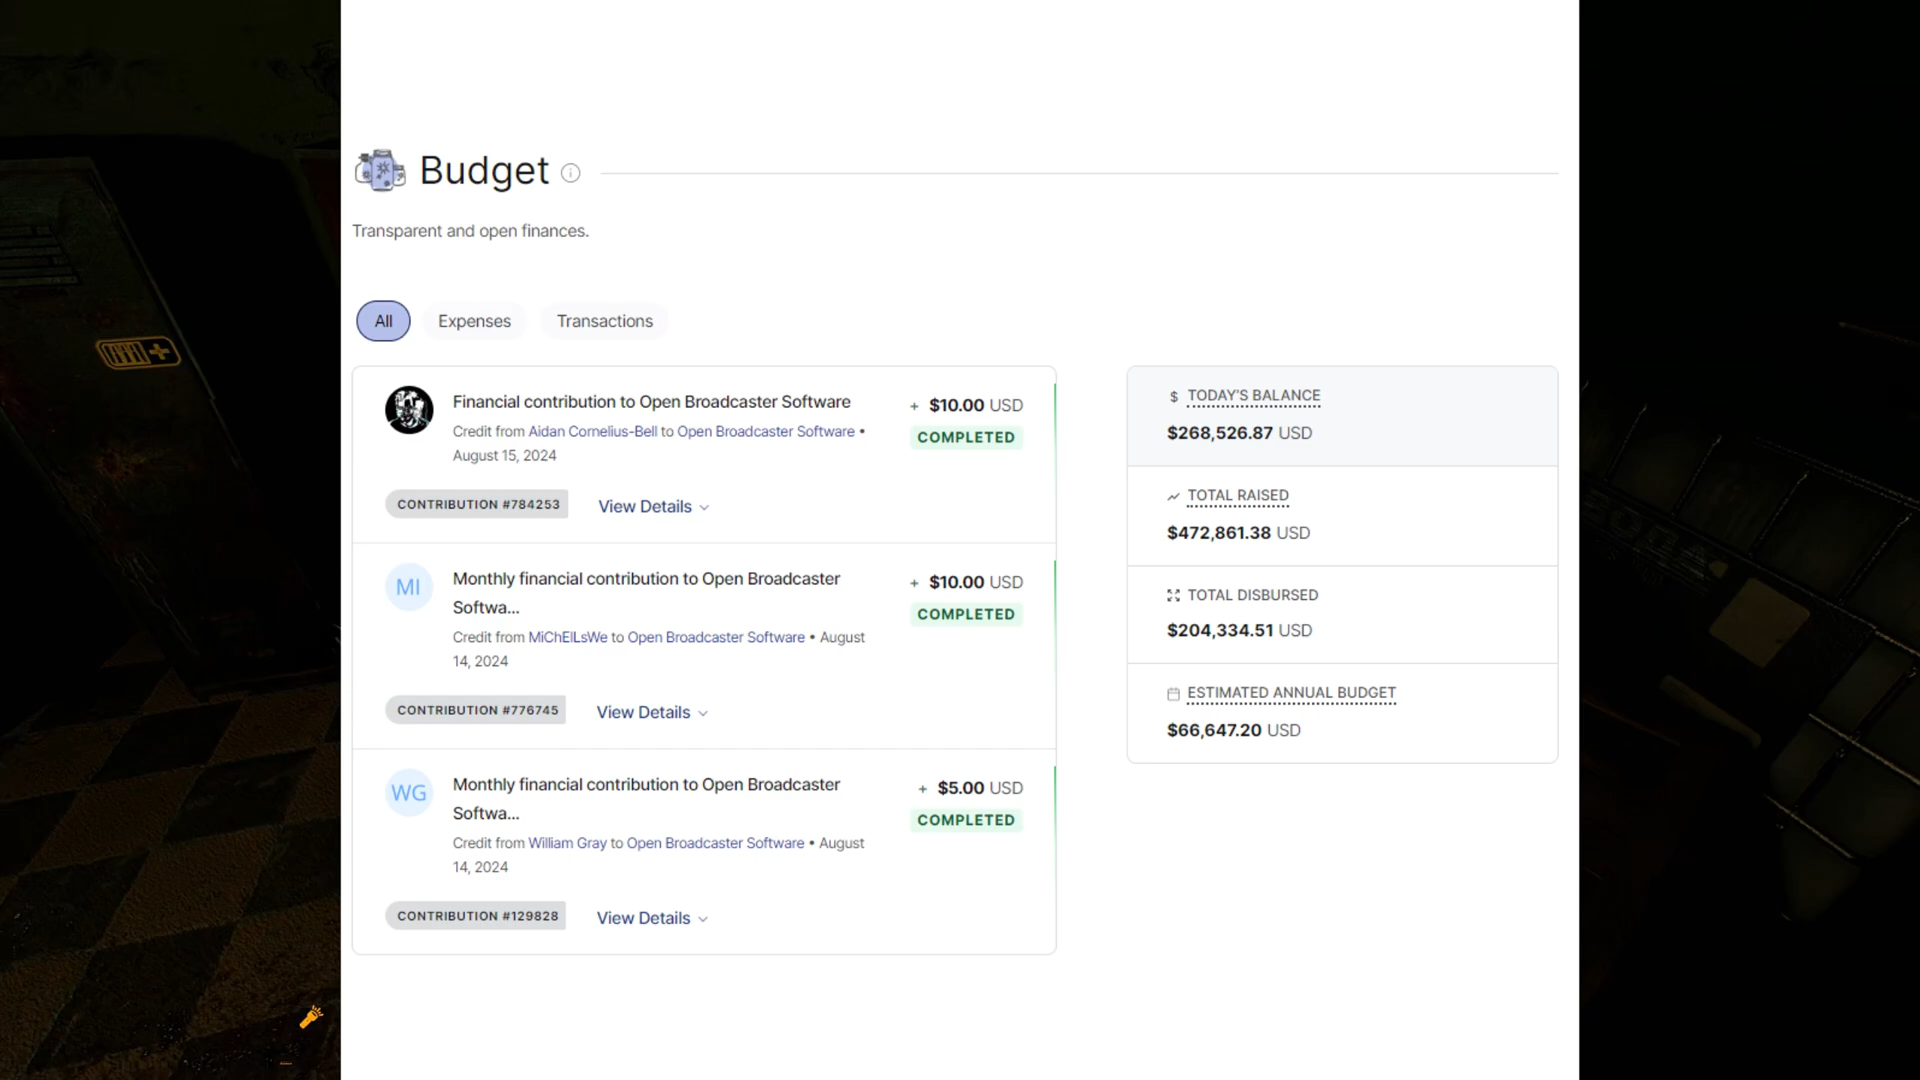 Budget
Transparent and open finances.
All
Expenses
Transactions
Financial contribution to Open Broadcaster Software
+ $10.00 USD
Credit from Aidan Cornelius-Bell to Open Broadcaster Software •
August 15, 2024
COMPLETED
CONTRIBUTION #784253
View Details
MI
Monthly financial contribution to Open Broadcaster
Softwa...
+ $10.00 USD
COMPLETED
Credit from MiChElLsWe to Open Broadcaster Software • August
14, 2024
CONTRIBUTION #776745
View Details
WG
Monthly financial contribution to Open Broadcaster
Softwa...
+ $5.00 USD
COMPLETED
Credit from William Gray to Open Broadcaster Software • August
14, 2024
CONTRIBUTION #129828
View Details
$ TODAY'S BALANCE
$268,526.87 USD
TOTAL RAISED
$472,861.38 USD
TOTAL DISBURSED
$204,334.51 USD
ESTIMATED ANNUAL BUDGET
$66,647.20 USD